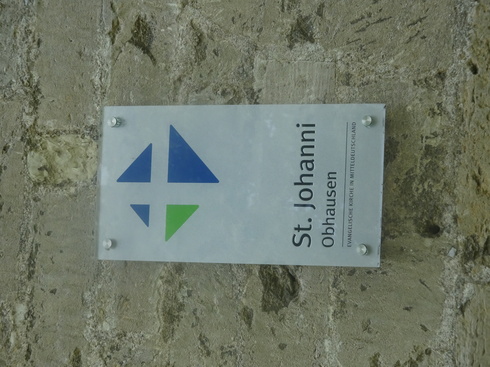 St. Johanni
Obhausen
EVANGELISCHE KIRCHE IN MITTELDEUTSCHLAND